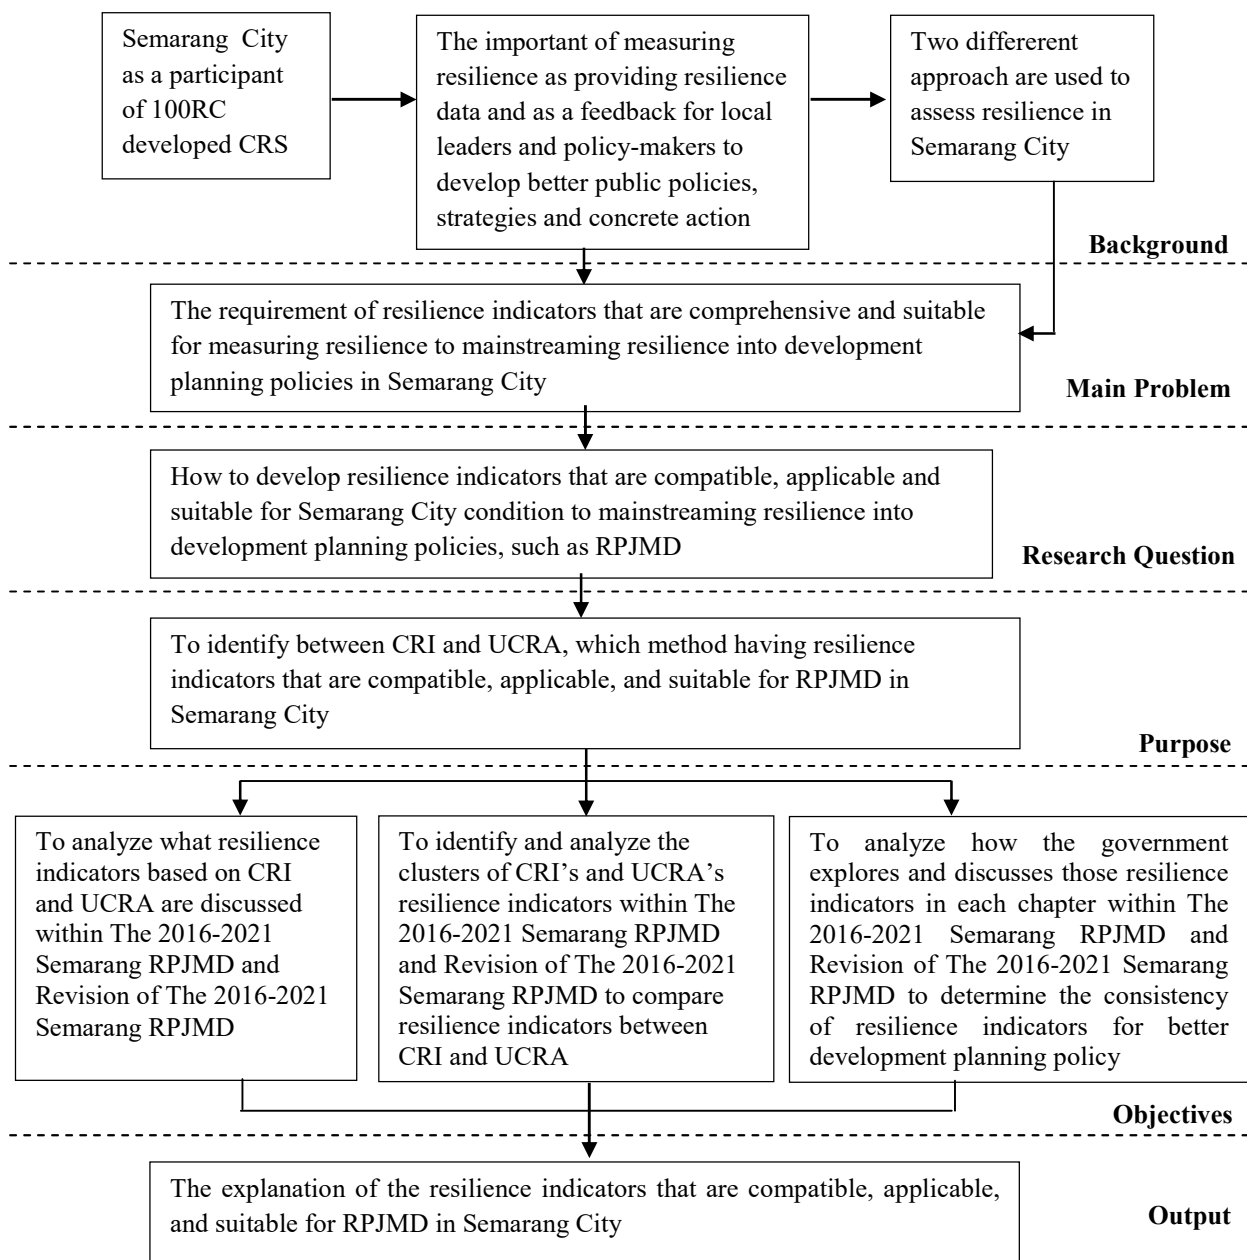 Semarang City
as a participant
of 100RC
developed CRS
The important of measuring
resilience as providing resilience
data and as a feedback for local
leaders and policy-makers to
develop better public policies,
strategies and concrete action
Two differerent
approach are used to
assess resilience in
Semarang City
Background
The requirement of resilience indicators that are comprehensive and suitable
for measuring resilience to mainstreaming resilience into development
planning policies in Semarang City
Main Problem
How to develop resilience indicators that are compatible, applicable and
suitable for Semarang City condition to mainstreaming resilience into
development planning policies, such as RPJMD
Research Question
To identify between CRI and UCRA, which method having resilience
indicators that are compatible, applicable, and suitable for RPJMD in
Semarang City
Purpose
To analyze what resilience
indicators based on CRI
and UCRA are discussed
within The 2016-2021
Semarang RPJMD and
Revision of The 2016-2021
Semarang RPJMD
To identify and analyze the
clusters of CRI’s and UCRA’s
resilience indicators within The
2016-2021 Semarang RPJMD
and Revision of The 2016-2021
Semarang RPJMD to compare
resilience indicators between
CRI and UCRA
To analyze how the government
explores and discusses those resilience
indicators in each chapter within The
2016-2021 Semarang RPJMD and
Revision of The 2016-2021 Semarang
RPJMD to determine the consistency
of resilience indicators for better
development planning policy
Objectives
The explanation of the resilience indicators that are compatible, applicable,
and suitable for RPJMD in Semarang City
Output